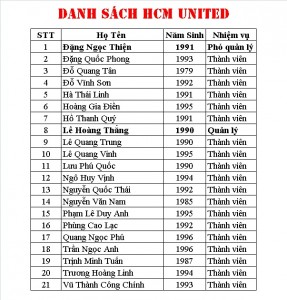 DANH SÁCH HCM UNITED
STT Họ Tên Năm Sinh Nhiệm vụ
1 Đặng Ngọc Thiện 1991 Phó quản lý
2 Đặng Quốc Phong 1993 Thành viên
3 Đỗ Quang Tấn 1979 Thành viên
4 Đỗ Vĩnh Sơn 1992 Thành viên
5 Hà Thái Linh 1991 Thành viên
6 Hoàng Gia Điền 1995 Thành viên
7 Hồ Thanh Quý 1991 Thành viên
8 Lê Hoàng Thắng 1990 Quản lý
9 Lê Quang Trung 1990 Thành viên
10 Lê Quang Vinh 1995 Thành viên
11 Lưu Phú Quốc 1990 Thành viên
12 Ngô Huy Vịnh 1994 Thành viên
13 Nguyễn Quốc Thái 1992 Thành viên
14 Nguyễn Văn Nam 1985 Thành viên
15 Phạm Lê Duy Anh 1995 Thành viên
16 Phùng Cao Lạc 1992 Thành viên
17 Quang Ngọc Phú 1996 Thành viên
18 Trần Ngọc Anh 1996 Thành viên
19 Trịnh Minh Tuấn 1987 Thành viên
20 Trương Hoàng Linh 1994 Thành viên
21 Vũ Thành Công Chính 1993 Thành viên